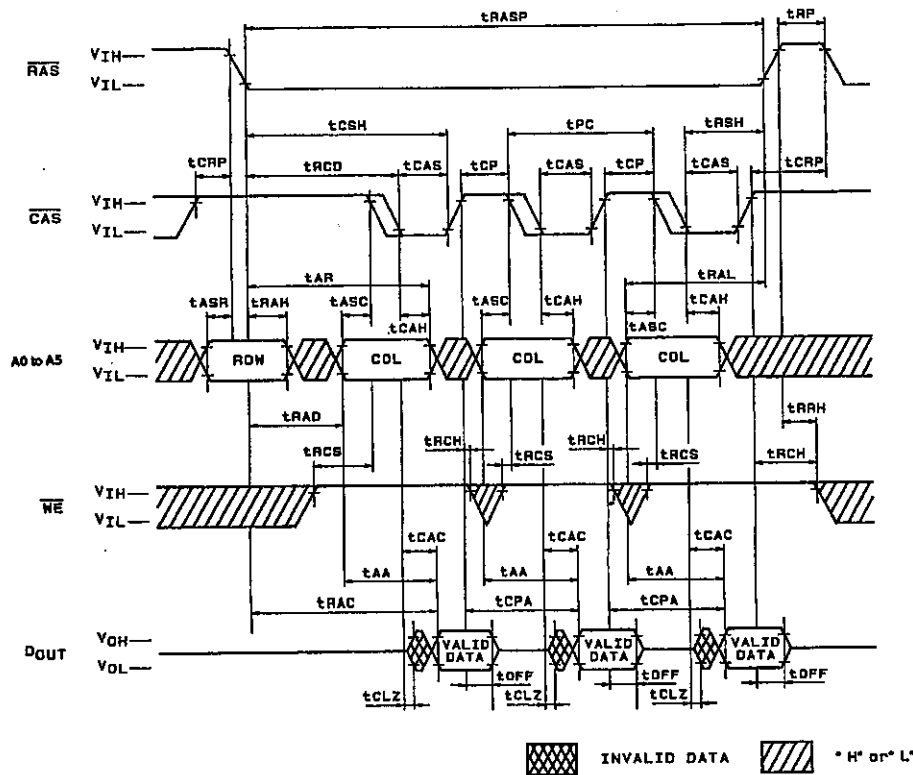 tRASP tRP
RAS VIH
VIL
tCSH tPC tRSH
tCRP tRCD tCAS tCP tCAS tCP tCAS tCRP
CAS VIH
VIL
tAR tRAL
tASR tRAH tASC tCAH tASC tCAH tASC tCAH
A0 to A5 VIH
VIL
ROW COL COL COL
tRAD tRRH
tRCS tRCH tRCS tRCH tRCS tRCH
WE VIH
VIL
tCAC tCAC tCAC
tAA tAA tAA
tRAC tCPA tCPA
DOUT VOH
VOL
VALID DATA VALID DATA VALID DATA
tOFF tOFF tOFF
tCLZ tCLZ tCLZ
INVALID DATA "H" or "L"